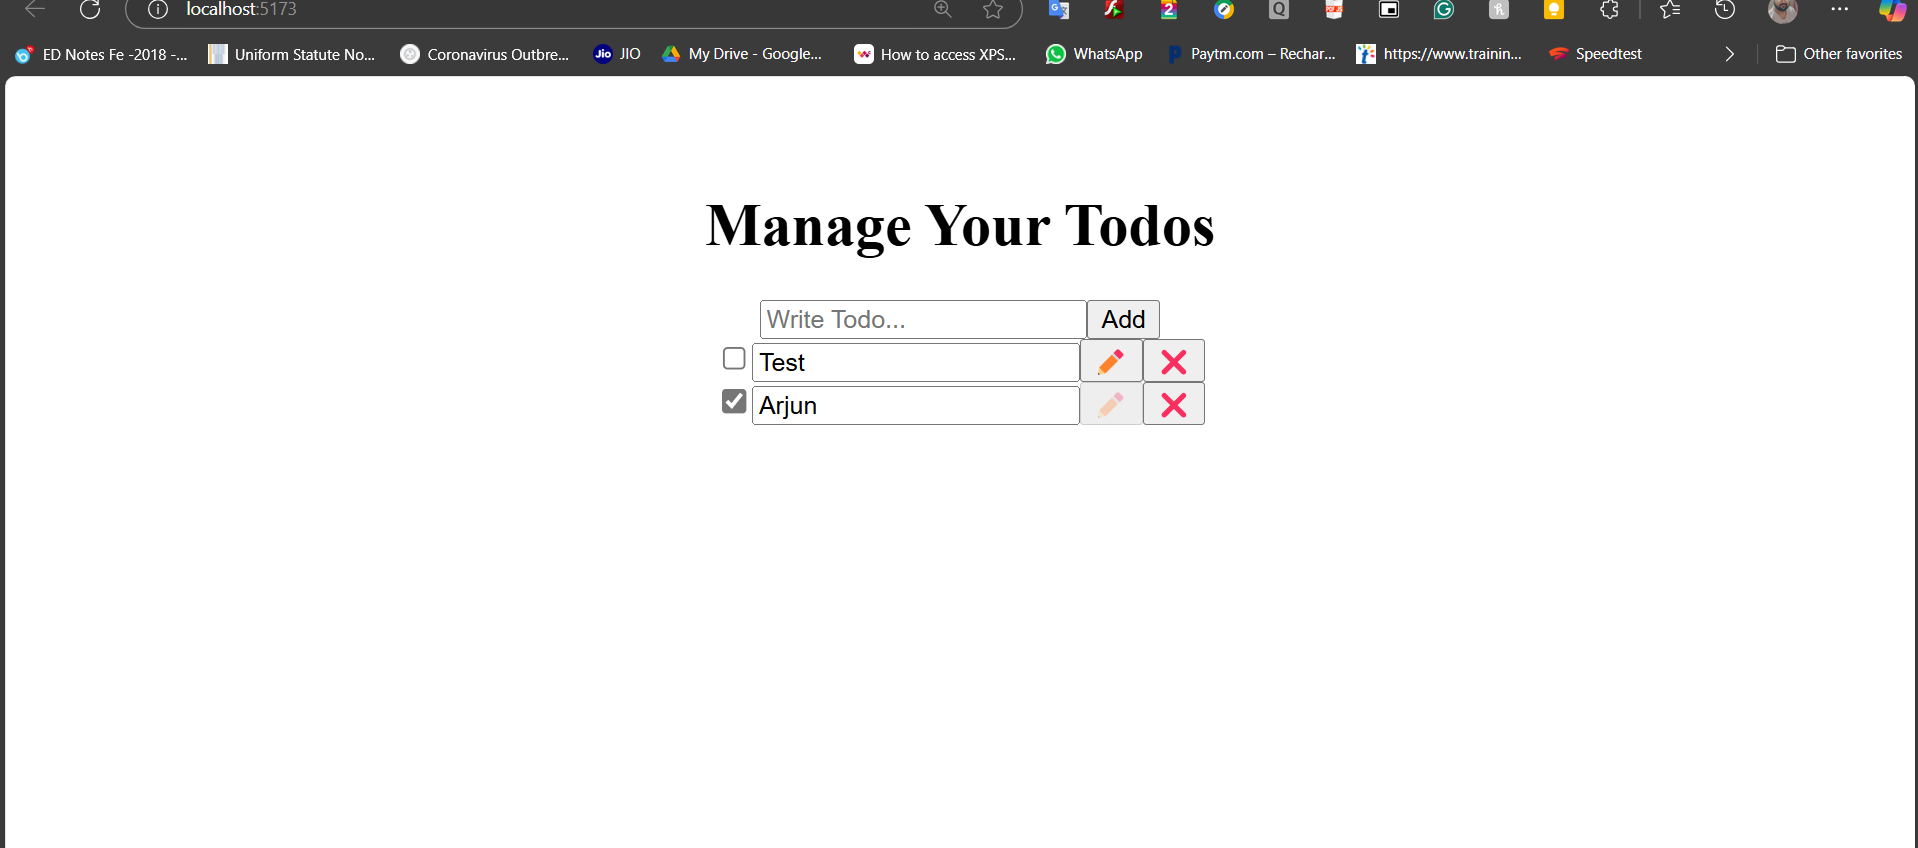 localhost:5173
ED Notes Fe -2018 -... Uniform Statute No... Coronavirus Outbre... Jio JIO My Drive - Google... How to access XPS... WhatsApp Paytm.com – Rechar... https://www.trainin... Speedtest Other favorites
Manage Your Todos
Write Todo... Add
Test
Arjun